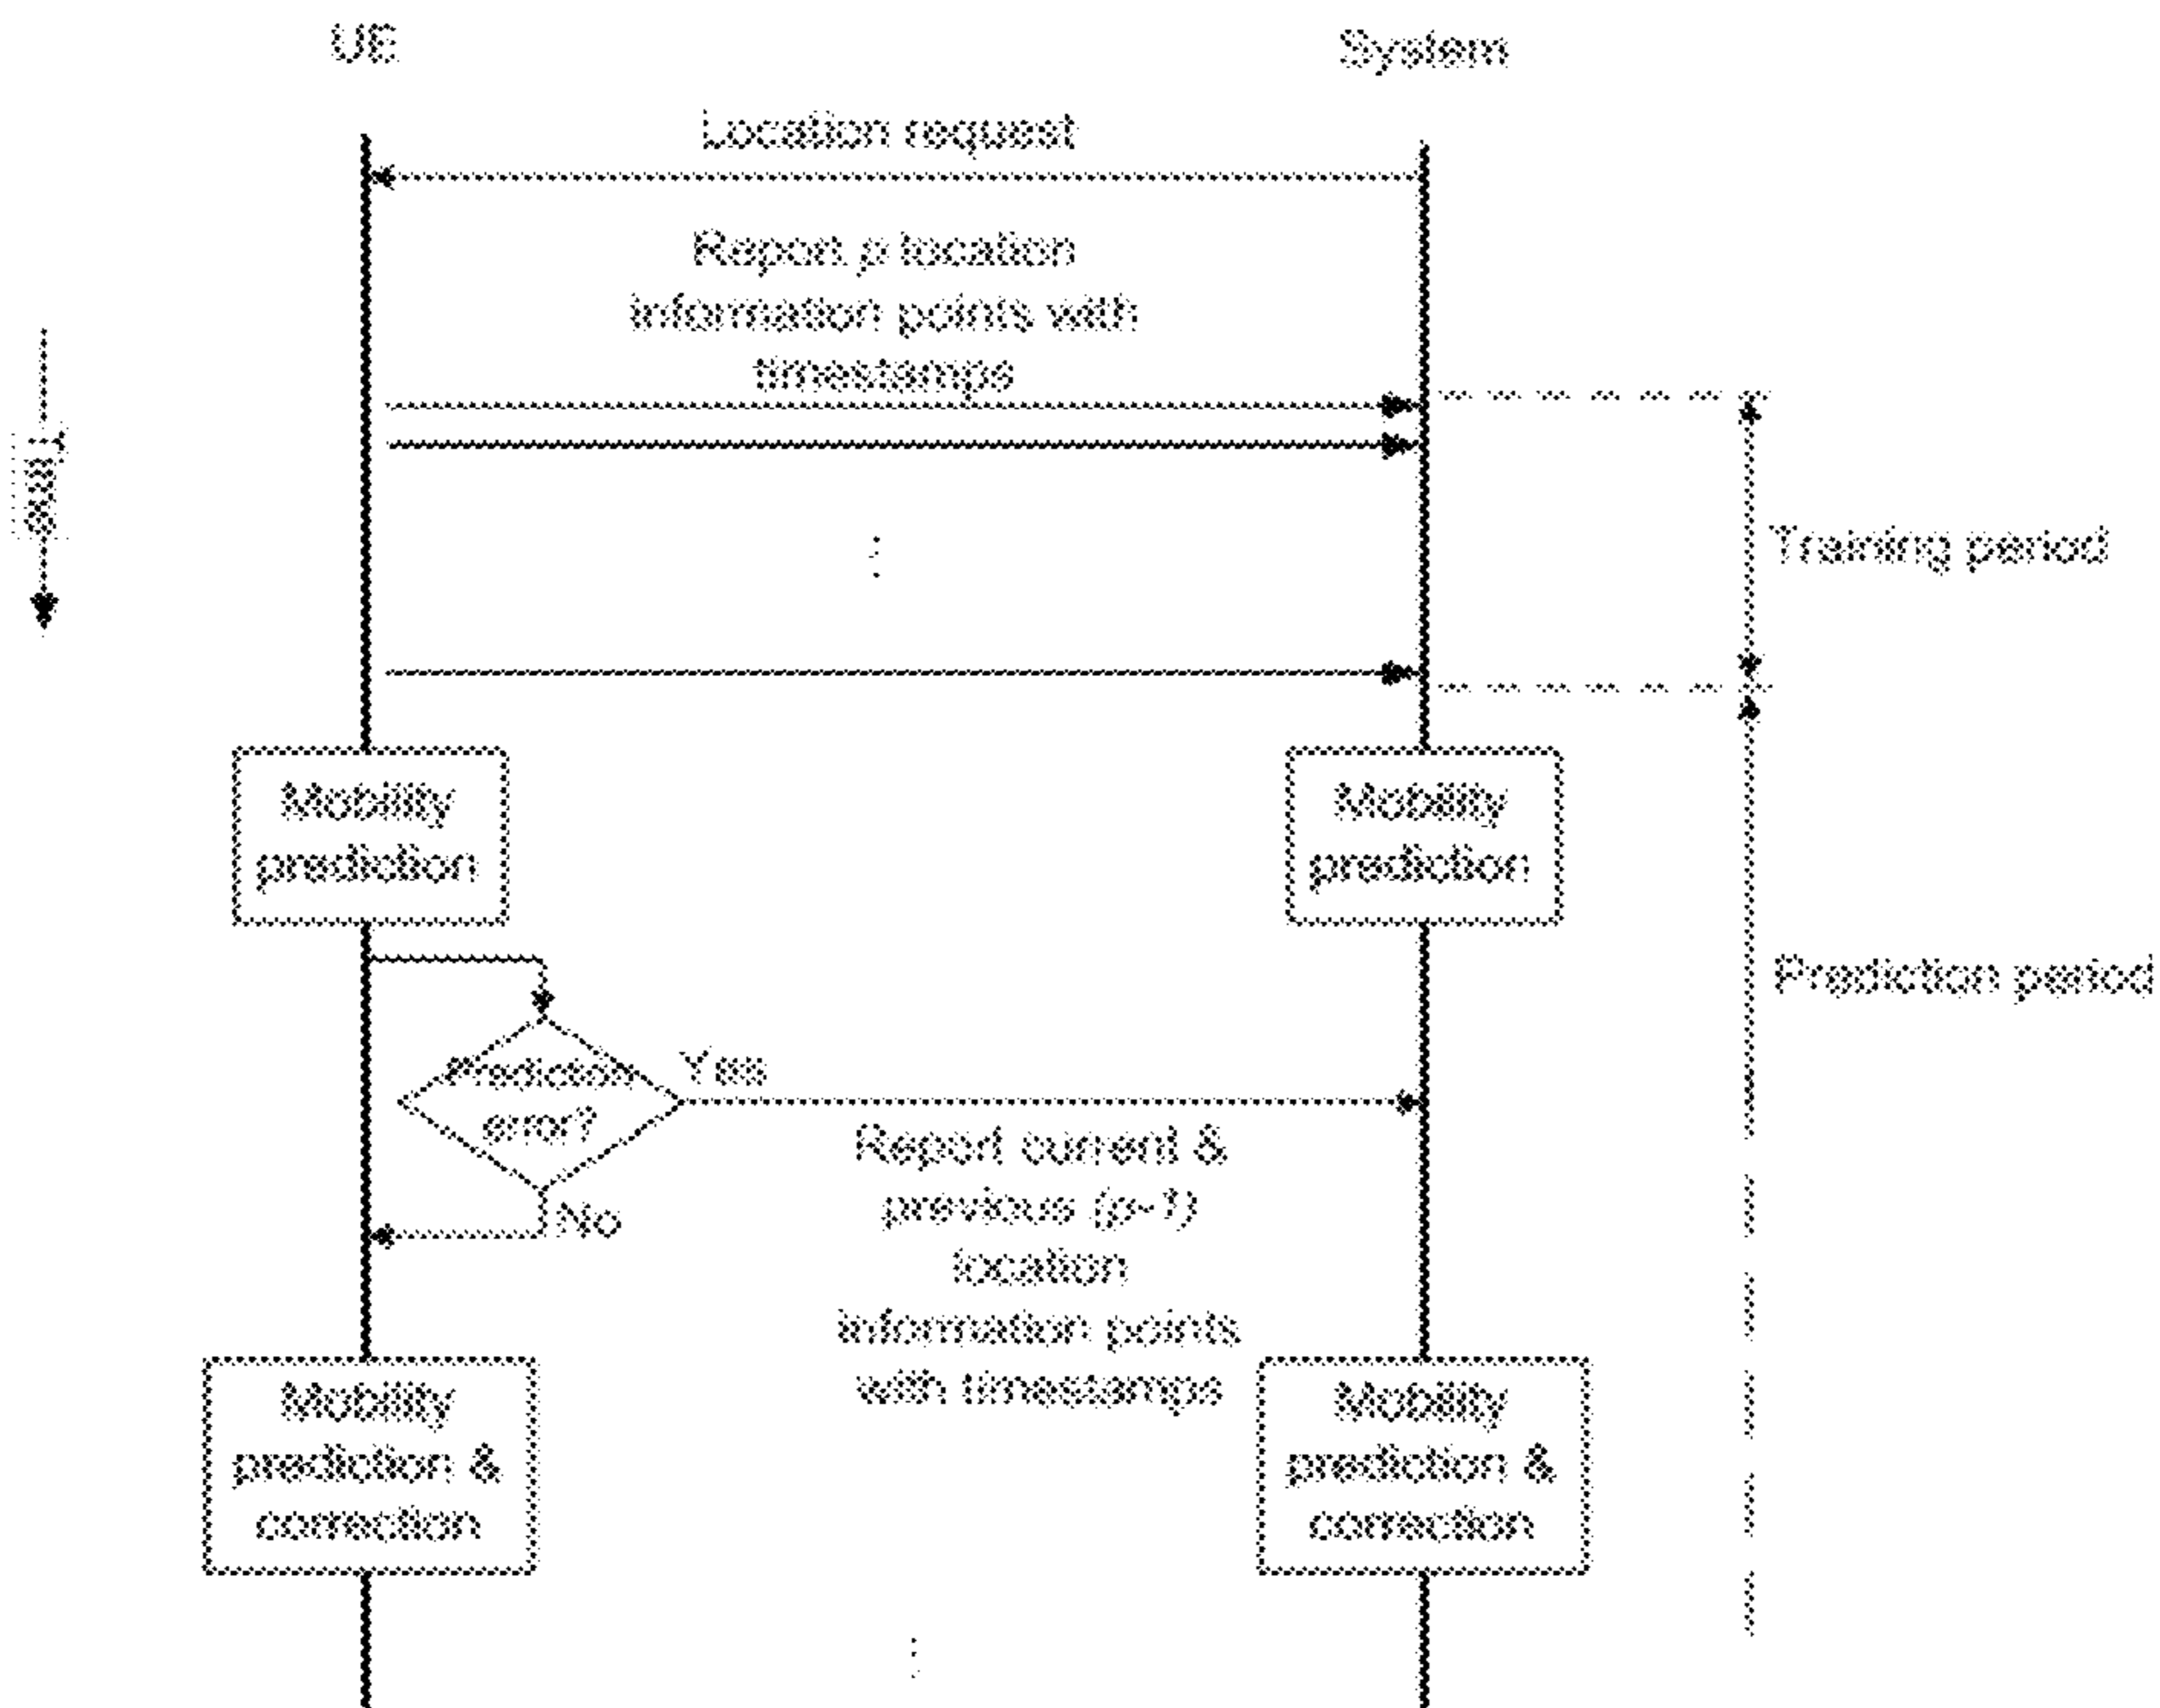 UE
System
Location request
Report p location
information points with
timestamps
time
Training period
Mobility
prediction
Mobility
prediction
Prediction period
Prediction
error?
Yes
No
Report current &
previous (p-1)
location
information points
with timestamps
Mobility
prediction &
correction
Mobility
prediction &
correction